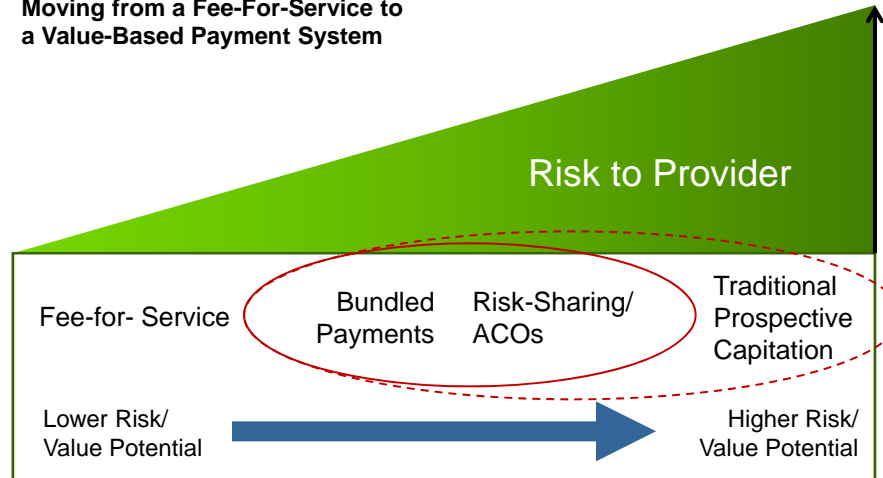 Moving from a Fee-For-Service to
a Value-Based Payment System
Risk to Provider
Fee-for- Service
Bundled
Payments
Risk-Sharing/
ACOs
Traditional
Prospective
Capitation
Lower Risk/
Value Potential
Higher Risk/
Value Potential